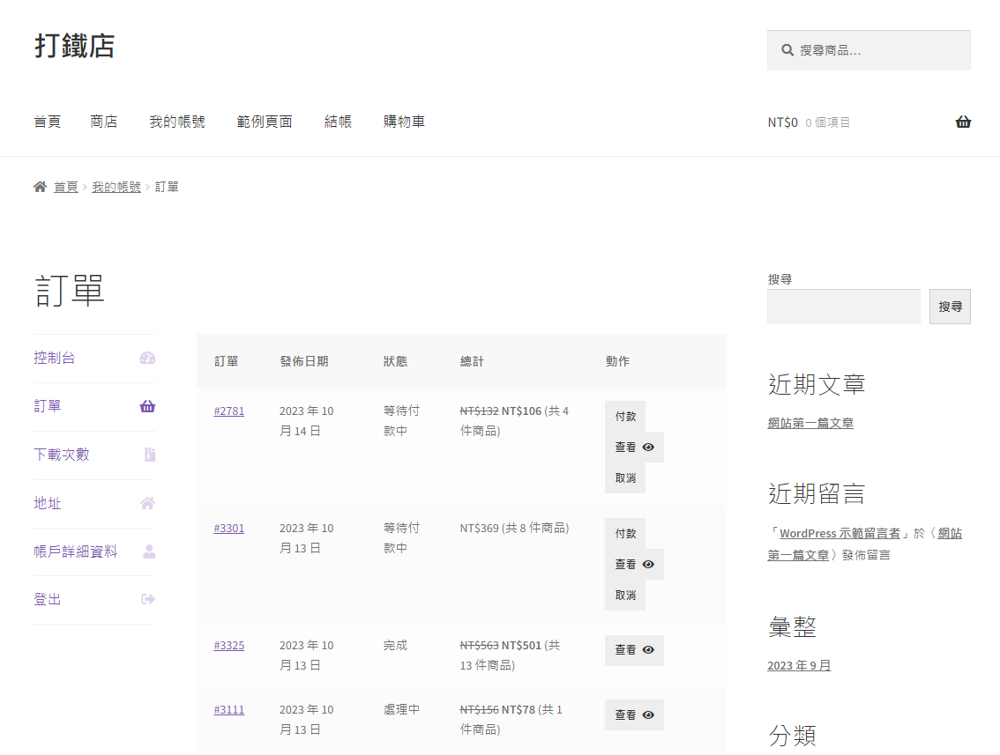 打鐵店
搜尋商品…
首頁 商店 我的帳號 範例頁面 結帳 購物車
NT$0 0 個項目
首頁 › 我的帳號 › 訂單
訂單
控制台
訂單
下載次數
地址
帳戶詳細資料
登出
訂單 發佈日期 狀態 總計 動作
#2781 2023 年 10 等待付 NT$132 NT$106 (共 4 付款
月 14 日 款中 件商品)
查看
取消
#3301 2023 年 10 等待付 NT$369 (共 8 件商品) 付款
月 13 日 款中
查看
取消
#3325 2023 年 10 完成 NT$563 NT$501 (共 查看
月 13 日 13 件商品)
#3111 2023 年 10 處理中 NT$156 NT$78 (共 1 查看
月 13 日 件商品)
搜尋
搜尋
近期文章
網站第一篇文章
近期留言
「WordPress 示範留言者」於〈網站
第一篇文章〉發佈留言
彙整
2023 年 9 月
分類